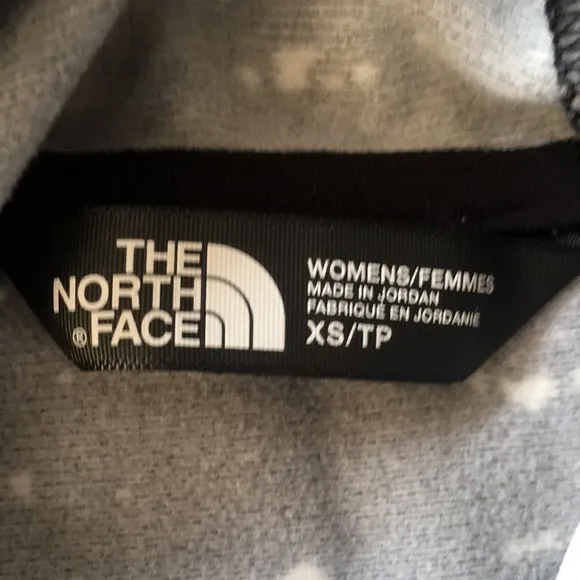 THE
NORTH
® FACE
WOMENS/FEMMES
MADE IN JORDAN
FABRIQUÉ EN JORDANIE
XS/TP